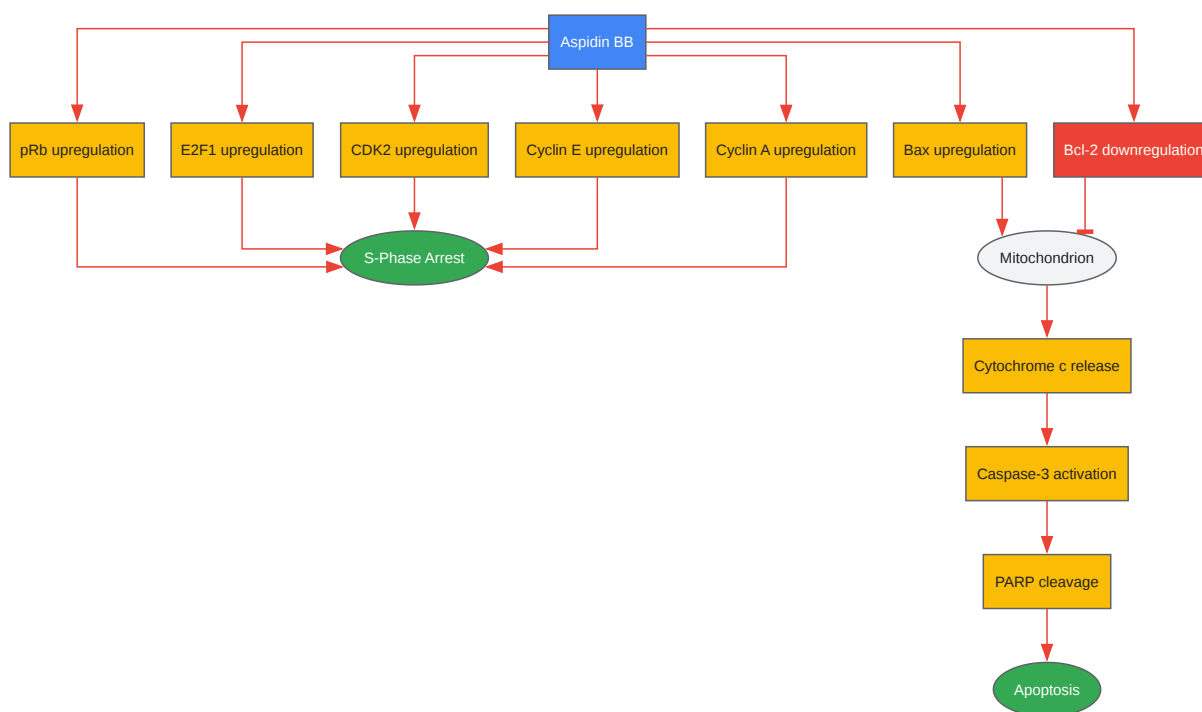 Aspidin BB
pRb upregulation
E2F1 upregulation
CDK2 upregulation
Cyclin E upregulation
Cyclin A upregulation
Bax upregulation
Bcl-2 downregulation
S-Phase Arrest
Mitochondrion
Cytochrome c release
Caspase-3 activation
PARP cleavage
Apoptosis